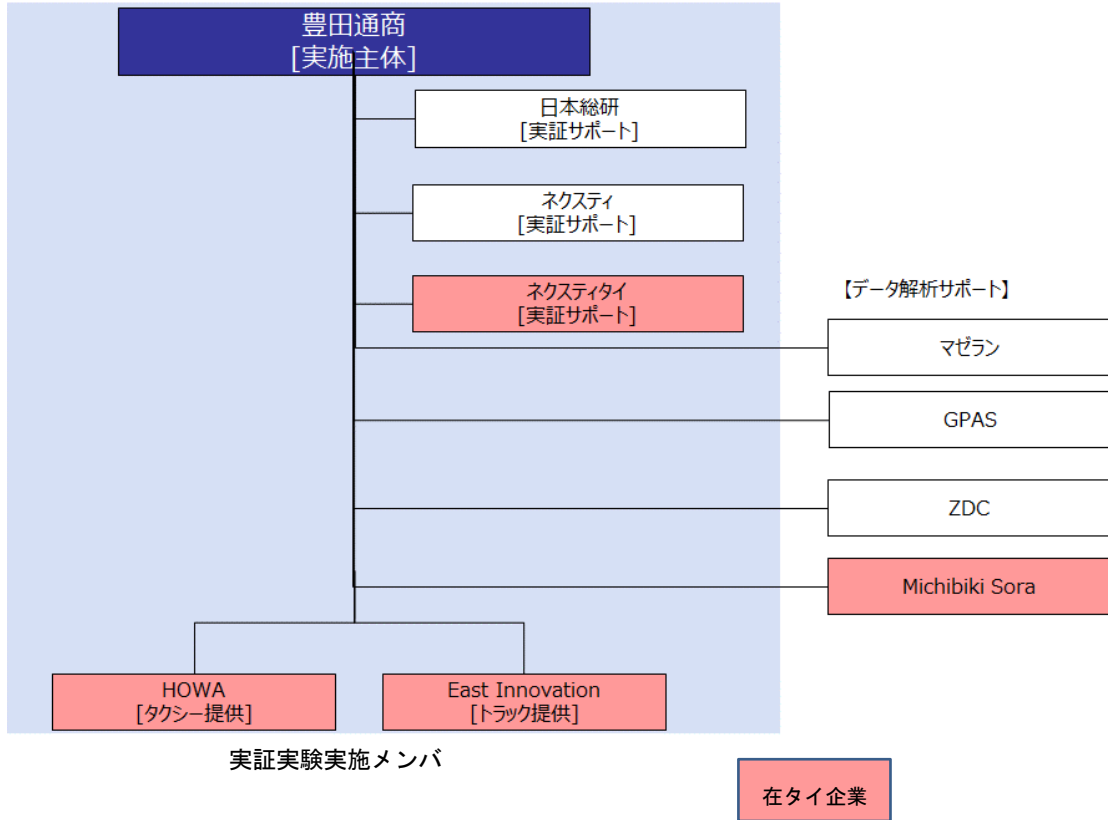 豊田通商
[実施主体]
日本総研
[実証サポート]
ネクスティ
[実証サポート]
ネクスティタイ
[実証サポート]
【データ解析サポート】
マゼラン
GPAS
ZDC
Michibiki Sora
HOWA
[タクシー提供]
East Innovation
[トラック提供]
実証実験実施メンバ
在タイ企業